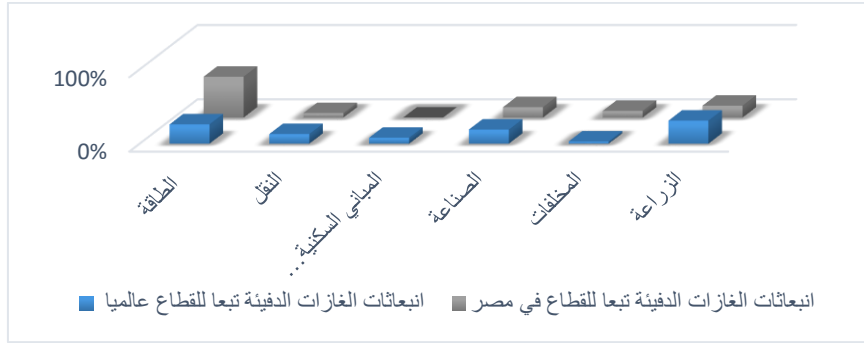 100%
0%
الطاقة
النقل
المباني السكنية...
الصناعة
المخلفات
الزراعة
انبعاثات الغازات الدفيئة تبعا للقطاع في مصر
انبعاثات الغازات الدفيئة تبعا للقطاع عالميا